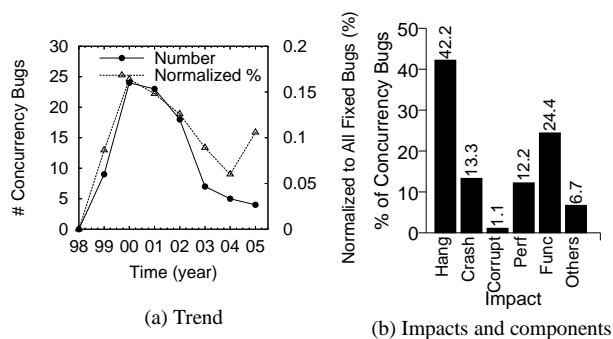 30
25
20
15
10
5
0
# Concurrency Bugs
Number
Normalized %
0.2
0.15
0.1
0.05
0
Normalized to All Fixed Bugs (%)
98 99 00 01 02 03 04 05
Time (year)
(a) Trend
50
40
30
20
10
0
% of Concurrency Bugs
42.2
13.3
1.1
12.2
24.4
6.7
Hang
Crash
Corrupt
Perf
Func
Others
Impact
(b) Impacts and components